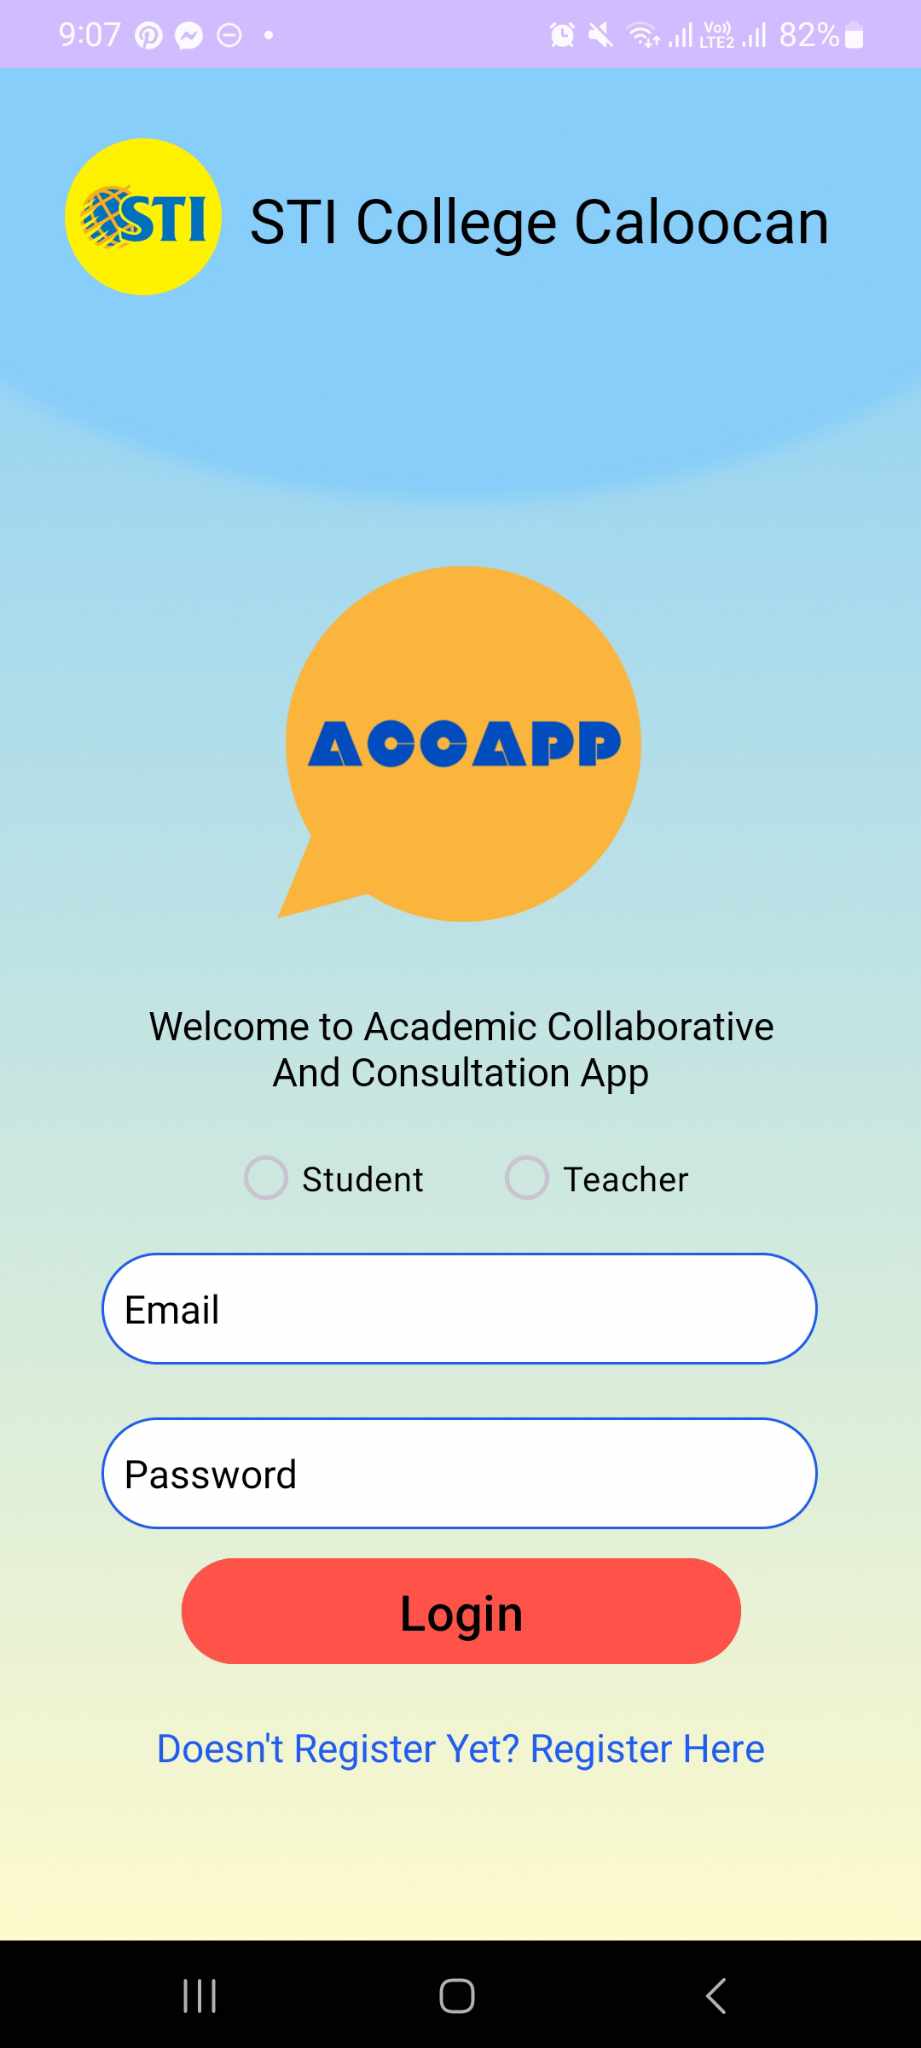 9:07
Vo)) LTE2 82%
STI STI College Caloocan
ACCAPP
Welcome to Academic Collaborative
And Consultation App
Student Teacher
Email
Password
Login
Doesn't Register Yet? Register Here